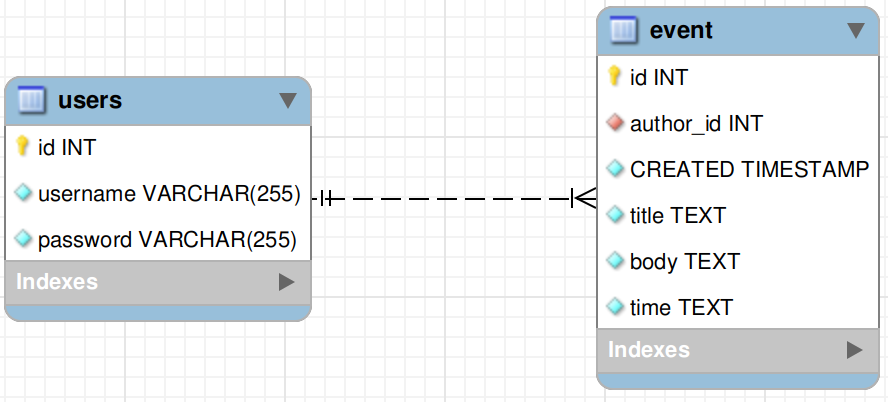 users
id INT
username VARCHAR(255)
password VARCHAR(255)
Indexes
event
id INT
author_id INT
CREATED TIMESTAMP
title TEXT
body TEXT
time TEXT
Indexes